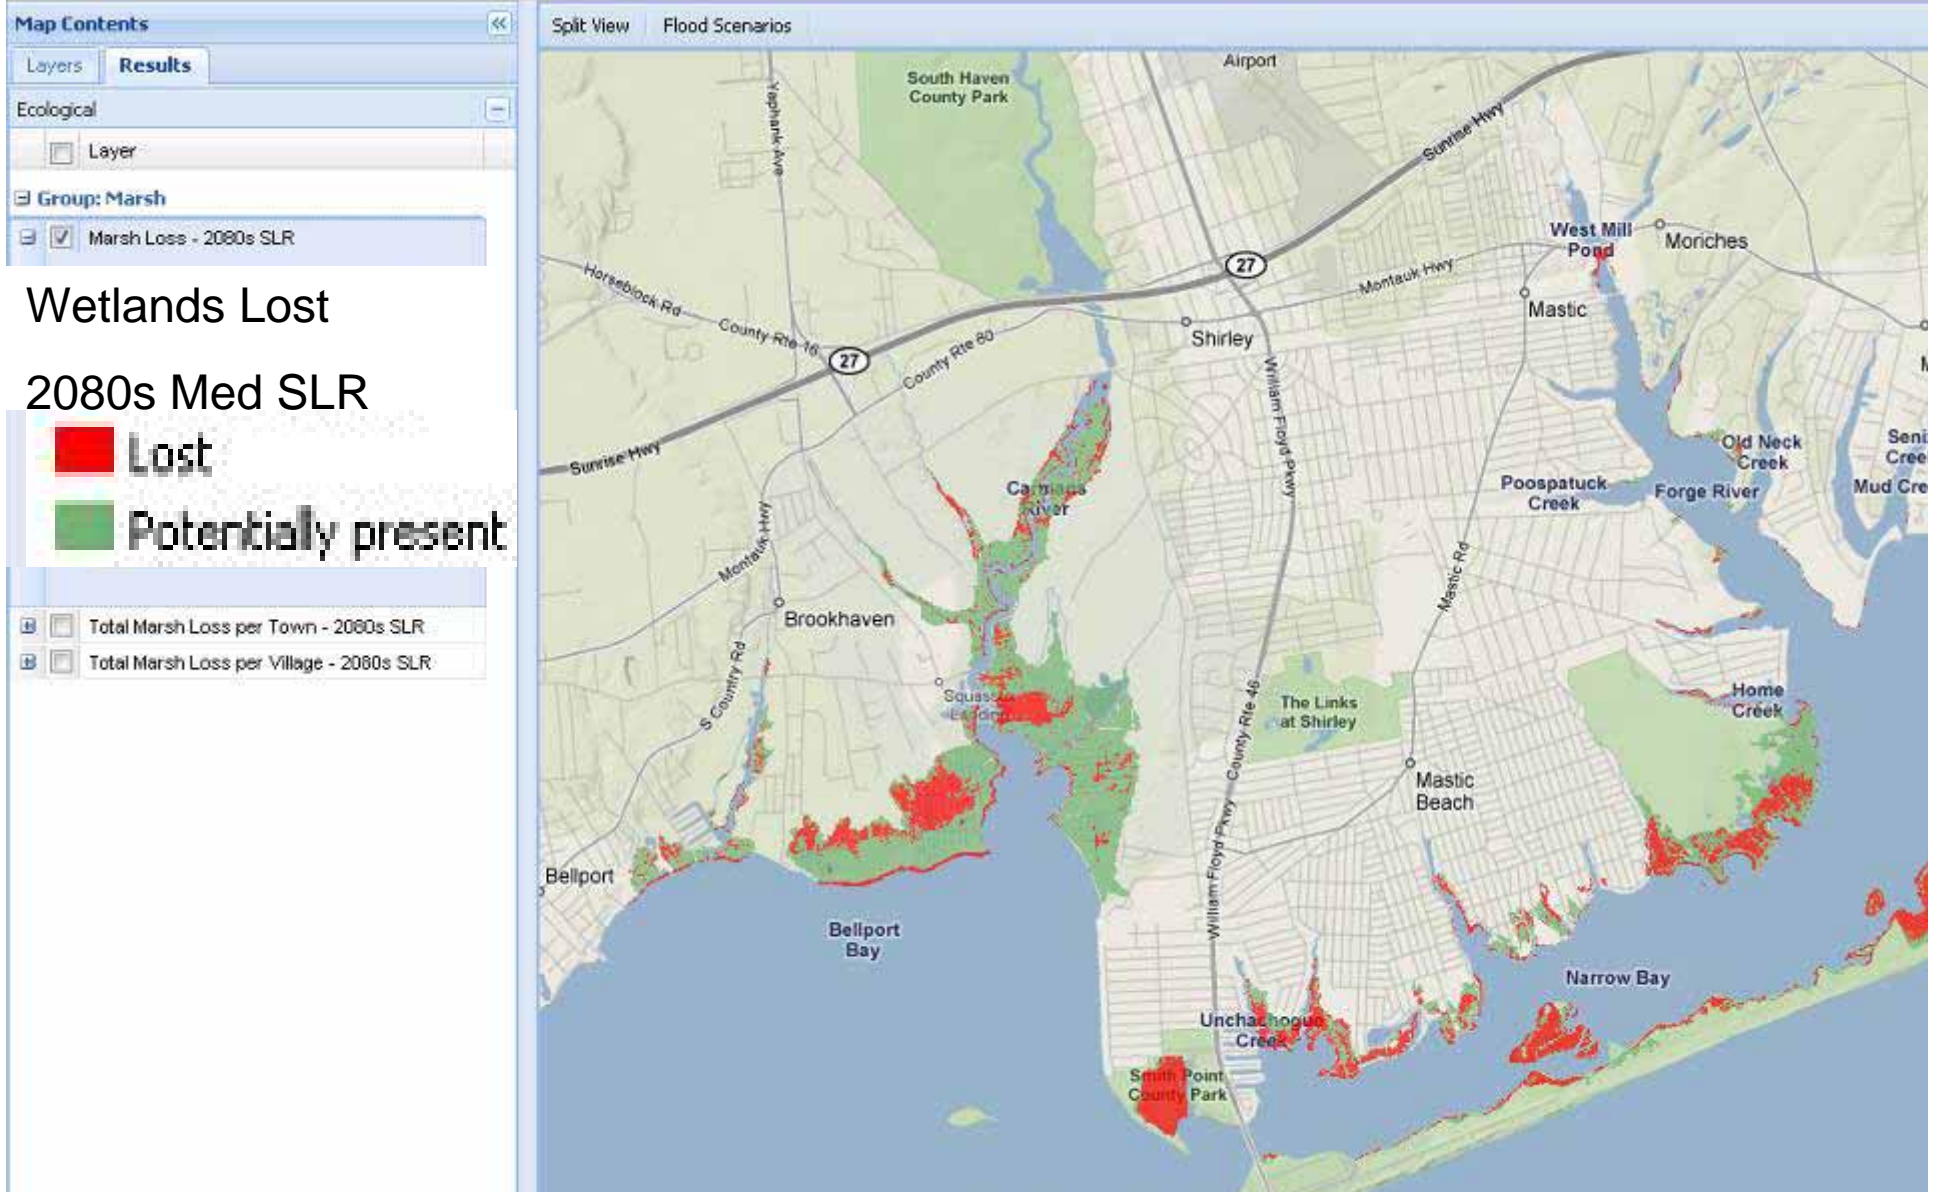 Map Contents
Layers Results
Ecological
Layer
Group: Marsh
Marsh Loss - 2080s SLR
Wetlands Lost
2080s Med SLR
Lost
Potentially present
Total Marsh Loss per Town - 2080s SLR
Total Marsh Loss per Village - 2080s SLR
Split View Flood Scenarios
Airport
South Haven
County Park
Yaphank Ave
Sunrise Hwy
West Mill
Pond
Moriches
27
Montauk Hwy
Horseblock Rd
Mastic
County Rte 16
Shirley
27
County Rte 80
William Floyd Pkwy
Sunrise Hwy
Old Neck
Creek
Carmans
River
Poospatuck
Creek
Forge River
Mud Cre
Montauk Hwy
Mastic Rd
Brookhaven
S Country Rd
Home
Creek
The Links
at Shirley
County Rte 46
Mastic
Beach
William Floyd Pkwy
Bellport
Bellport
Bay
Narrow Bay
Unchachogue
Creek
Smith Point
County Park